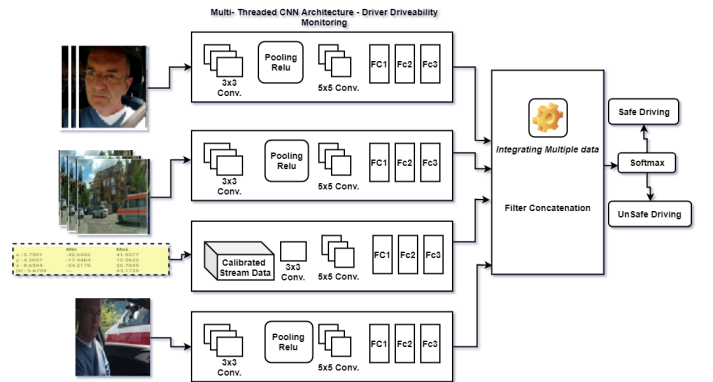 Multi- Threaded CNN Architecture - Driver Driveability
Monitoring
Pooling
Relu
3x3
Conv.
5x5 Conv.
FC1 Fc2 Fc3
Pooling
Relu
3x3
Conv.
5x5 Conv.
FC1 Fc2 Fc3
Min Max
Calibrated
Stream Data
3x3
Conv.
5x5 Conv.
FC1 Fc2 Fc3
Pooling
Relu
3x3
Conv.
5x5 Conv.
FC1 Fc2 Fc3
Integrating Multiple data
Filter Concatenation
Safe Driving
Softmax
UnSafe Driving